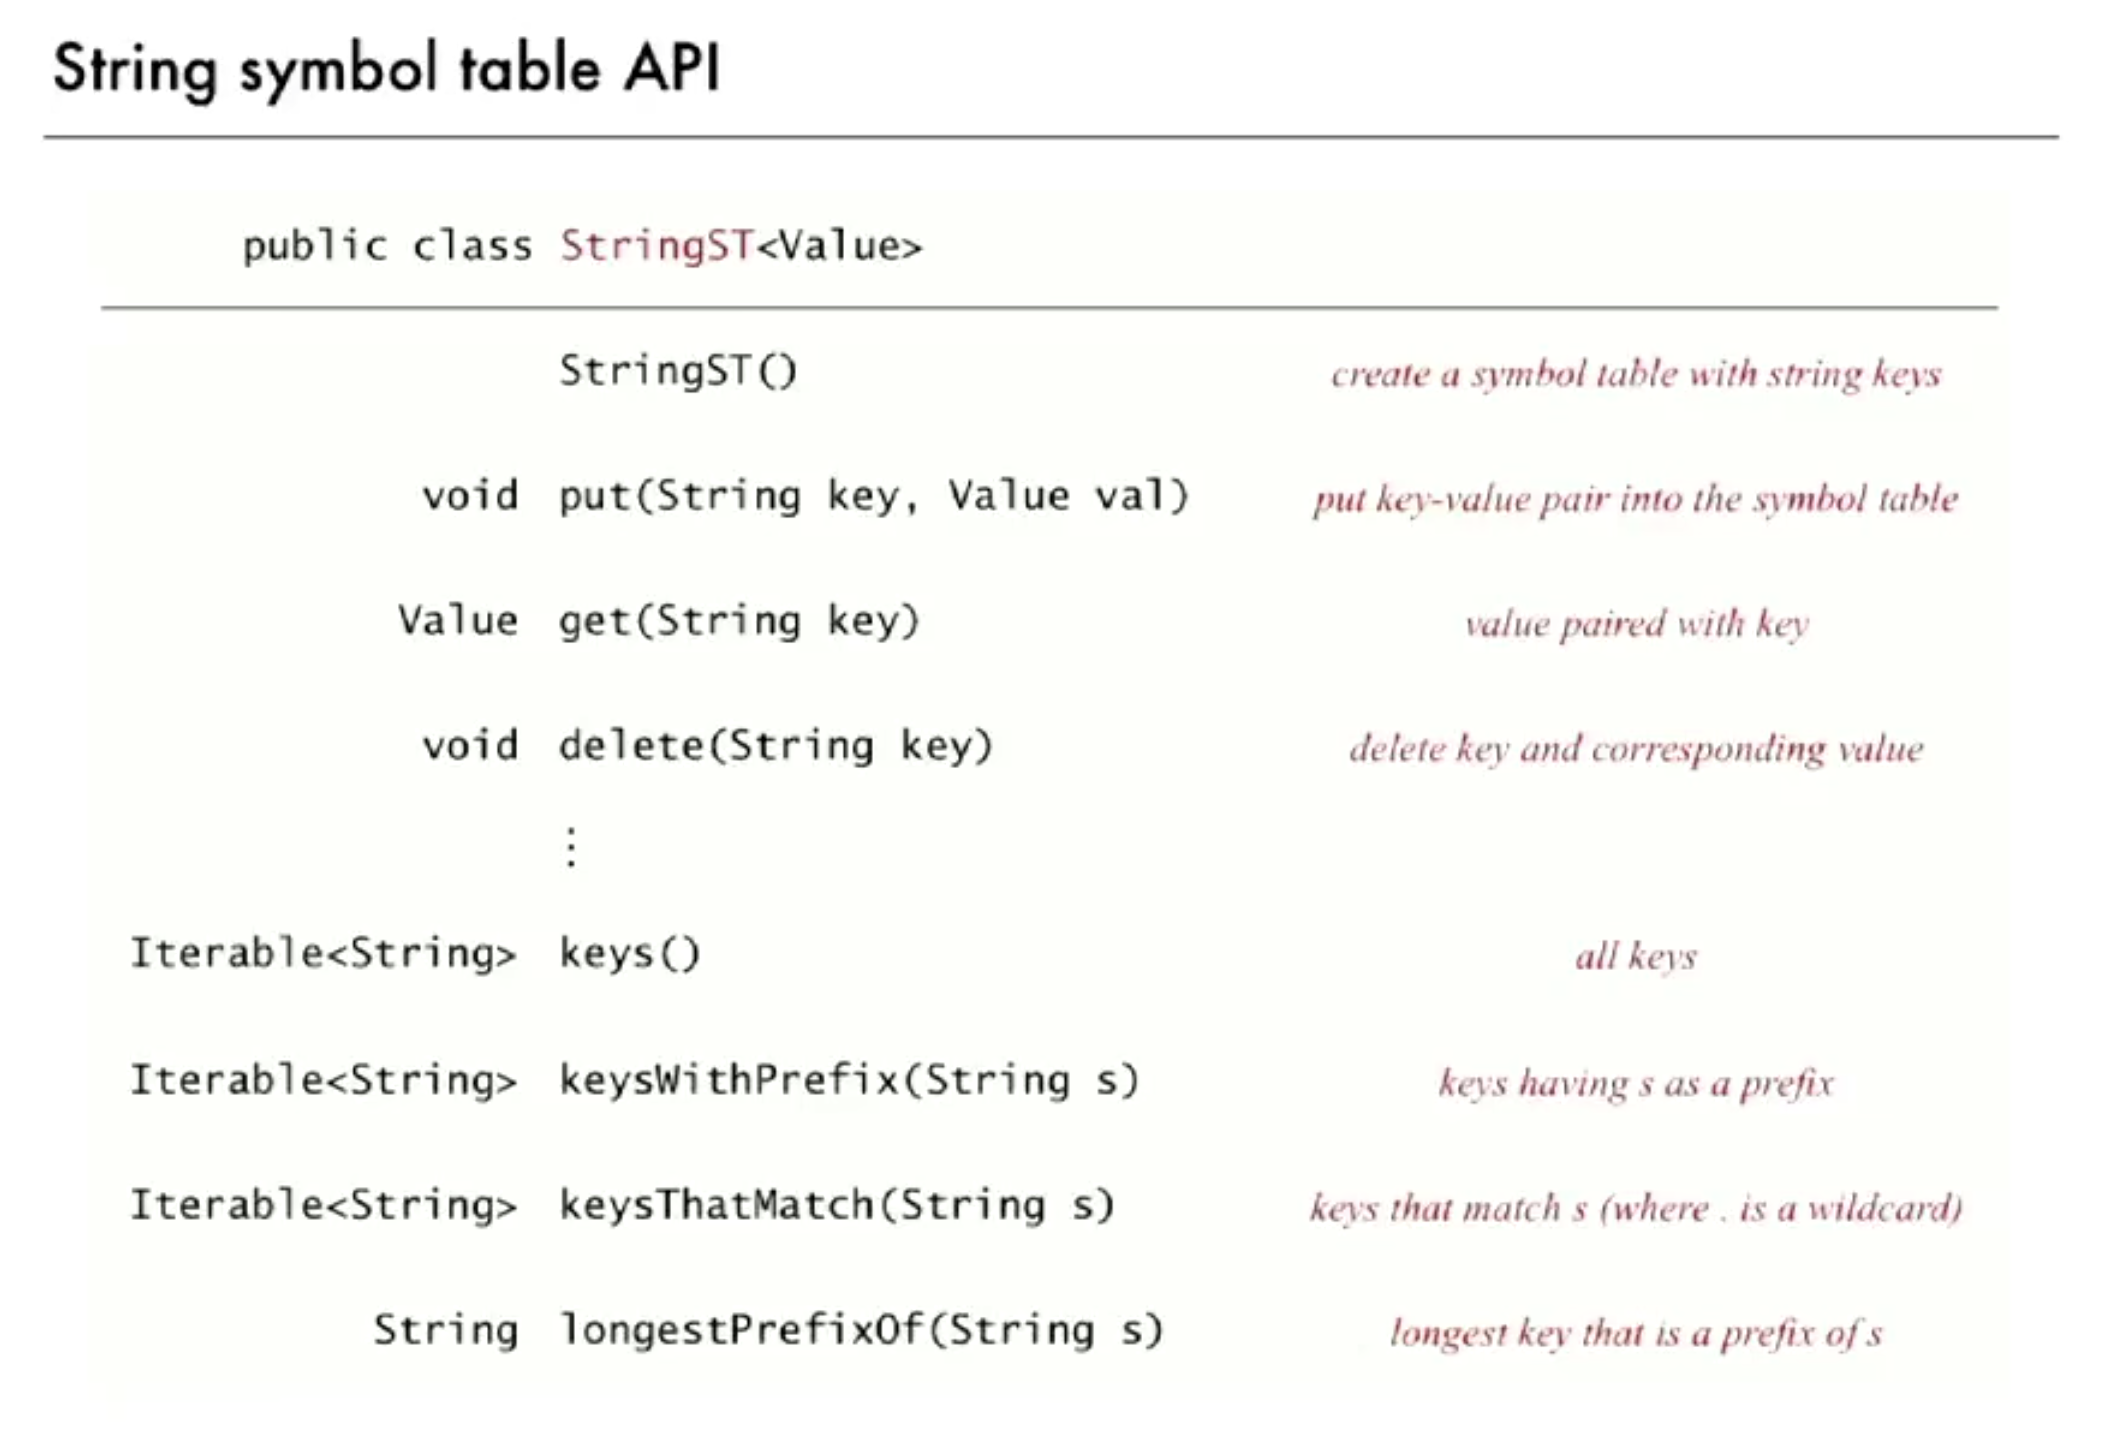 String symbol table API
public class StringST<Value>
StringST() create a symbol table with string keys
void put(String key, Value val) put key-value pair into the symbol table
Value get(String key) value paired with key
void delete(String key) delete key and corresponding value
⋮
Iterable<String> keys() all keys
Iterable<String> keysWithPrefix(String s) keys having s as a prefix
Iterable<String> keysThatMatch(String s) keys that match s (where . is a wildcard)
String longestPrefixOf(String s) longest key that is a prefix of s